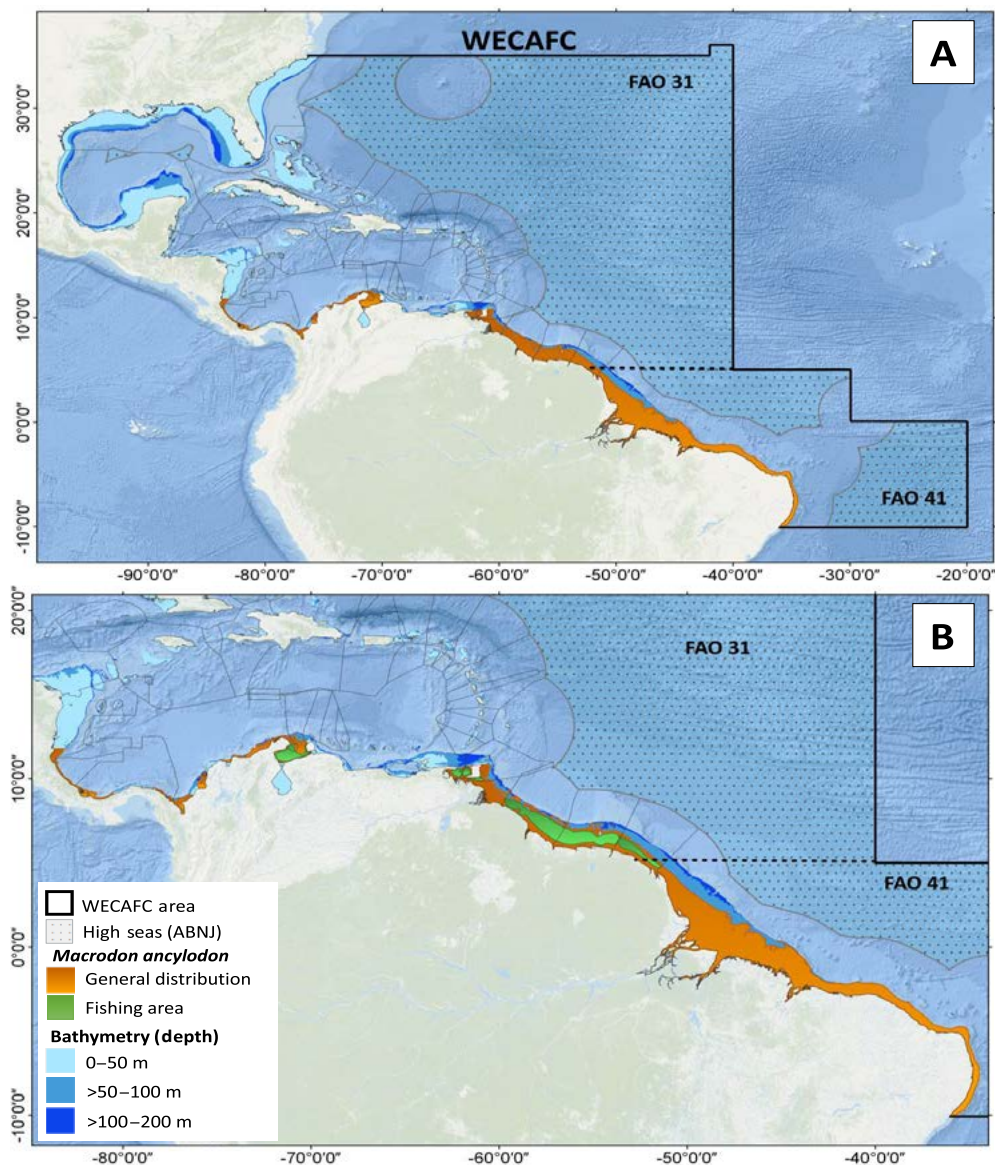 WECAFC
A
FAO 31
FAO 41
30°0'0"
20°0'0"
10°0'0"
0°0'0"
-10°0'0"
-90°0'0"
-80°0'0"
-70°0'0"
-60°0'0"
-50°0'0"
-40°0'0"
-30°0'0"
-20°0'0"
B
FAO 31
FAO 41
20°0'0"
10°0'0"
0°0'0"
-10°0'0"
WECAFC area
High seas (ABNJ)
Macrodon ancylodon
General distribution
Fishing area
Bathymetry (depth)
0–50 m
>50–100 m
>100–200 m
-80°0'0"
-70°0'0"
-60°0'0"
-50°0'0"
-40°0'0"